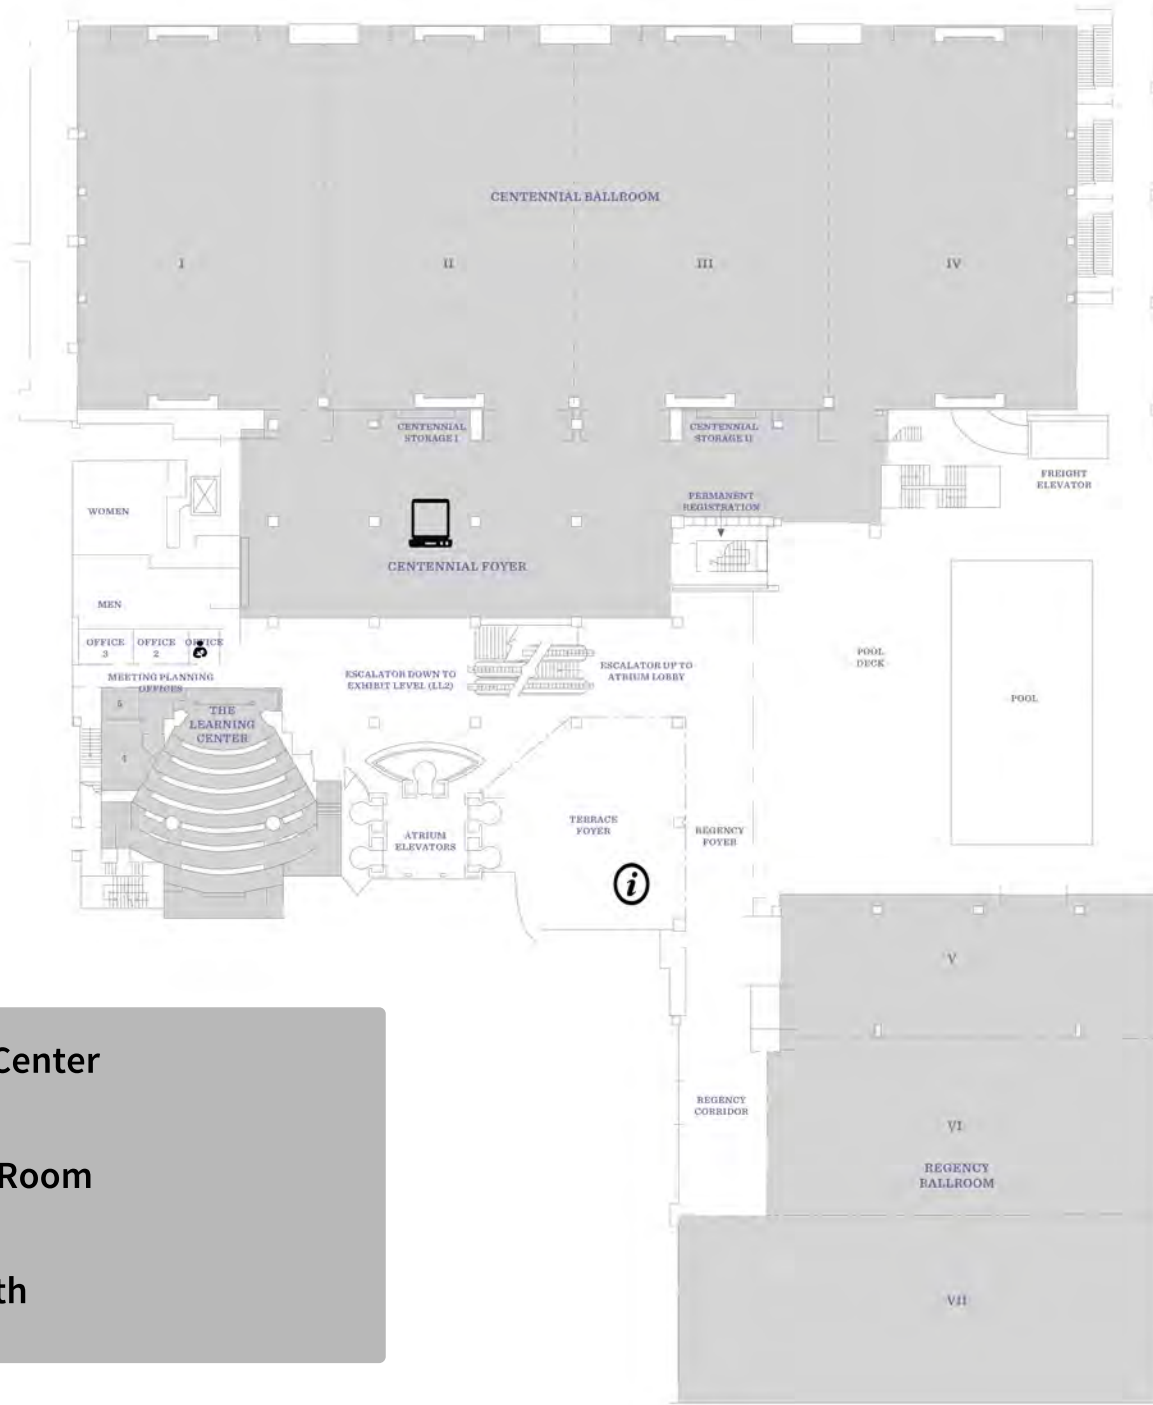 CENTENNIAL BALLROOM
I
II
III
IV
CENTENNIAL
STORAGE I
CENTENNIAL
STORAGE II
FREIGHT
ELEVATOR
PERMANENT
REGISTRATION
WOMEN
CENTENNIAL FOYER
MEN
OFFICE
3
OFFICE
2
OFFICE
MEETING PLANNING
OFFICES
ESCALATOR DOWN TO
EXHIBIT LEVEL (LL2)
ESCALATOR UP TO
ATRIUM LOBBY
POOL
DECK
POOL
5
4
THE
LEARNING
CENTER
ATRIUM
ELEVATORS
TERRACE
FOYER
REGENCY
FOYER
i
V
REGENCY
CORRIDOR
VI
REGENCY
BALLROOM
VII
Center
Room
th